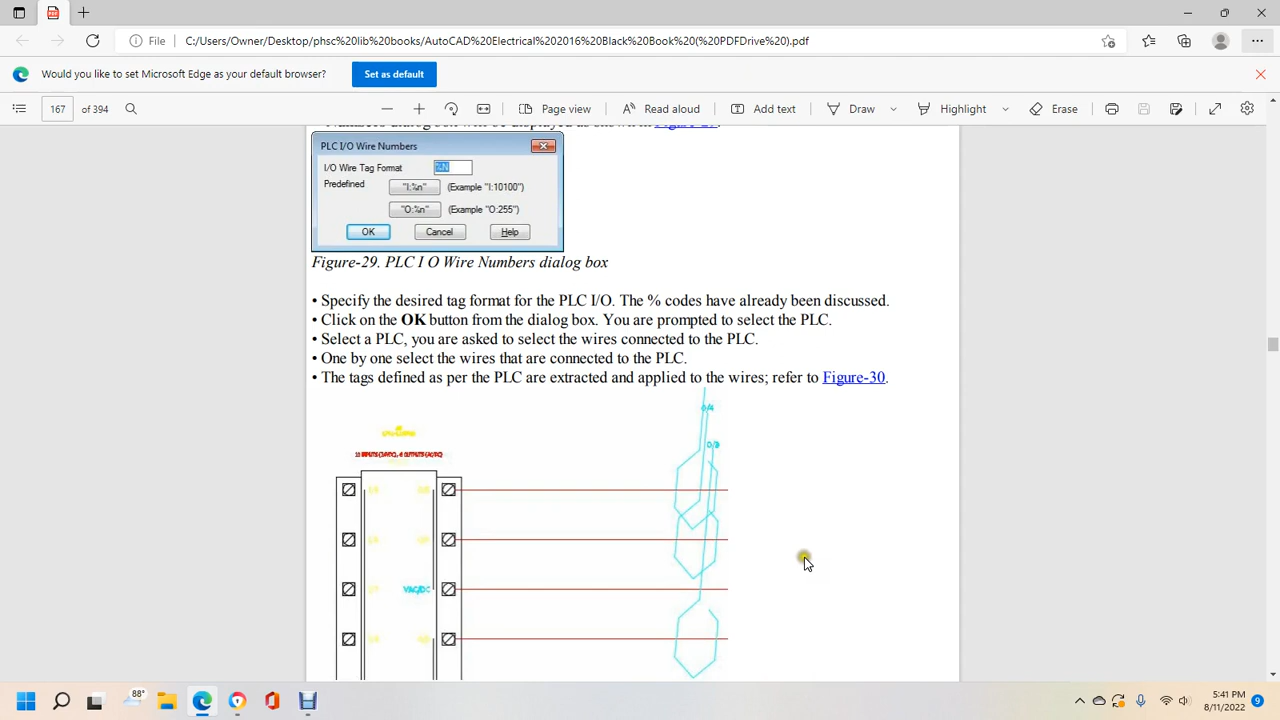 File
C:/Users/Owner/Desktop/phsc%20lib%20books/AutoCAD%20Electrical%202016%20Black%20Book%20(%20PDFDrive%20).pdf
Would you like to set Microsoft Edge as your default browser?
Set as default
167 of 394
Page view
Read aloud
Add text
Draw
Highlight
Erase
PLC I/O Wire Numbers
I/O Wire Tag Format
%N
Predefined
"I:%n" (Example "I:10100")
"O:%n" (Example "O:255")
OK Cancel Help
Figure-29. PLC I O Wire Numbers dialog box
• Specify the desired tag format for the PLC I/O. The % codes have already been discussed.
• Click on the OK button from the dialog box. You are prompted to select the PLC.
• Select a PLC, you are asked to select the wires connected to the PLC.
• One by one select the wires that are connected to the PLC.
• The tags defined as per the PLC are extracted and applied to the wires; refer to Figure-30.
O/4
VAC/DC
88°
5:41 PM
8/11/2022
9